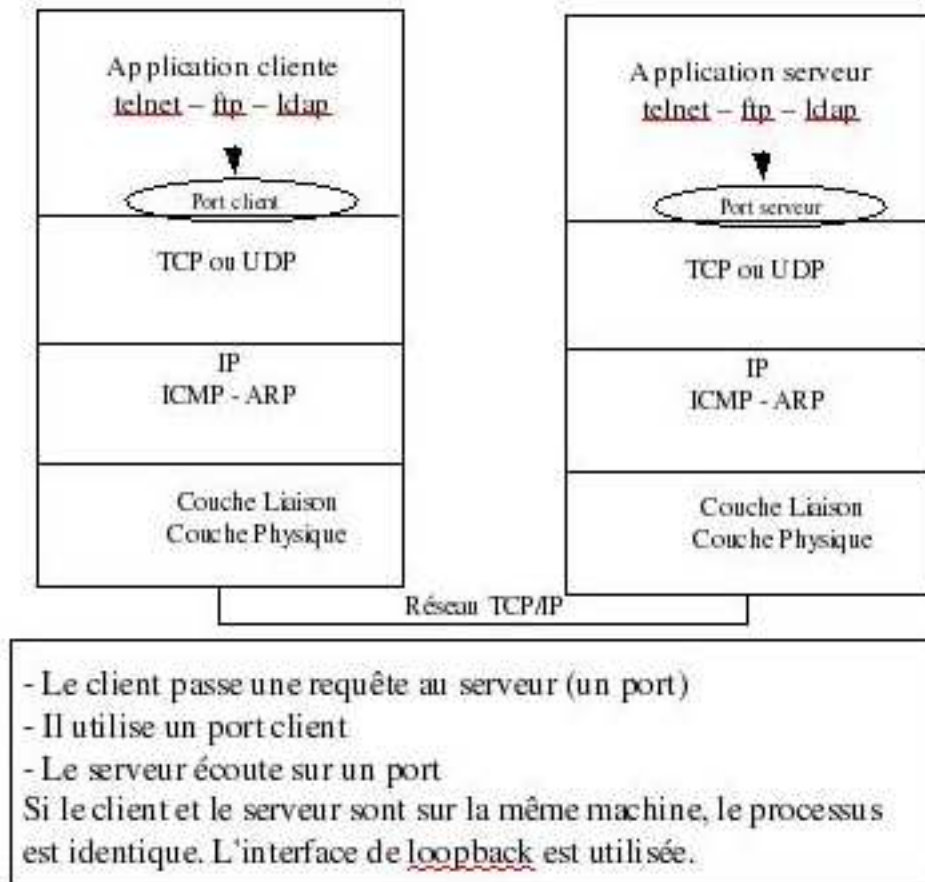 Application cliente
telnet – ftp – ldap
Port client
TCP ou UDP
IP
ICMP - ARP
Couche Liaison
Couche Physique
Application serveur
telnet – ftp – ldap
Port serveur
TCP ou UDP
IP
ICMP - ARP
Couche Liaison
Couche Physique
Réseau TCP/IP
- Le client passe une requête au serveur (un port)
- Il utilise un port client
- Le serveur écoute sur un port
Si le client et le serveur sont sur la même machine, le processus
est identique. L'interface de loopback est utilisée.